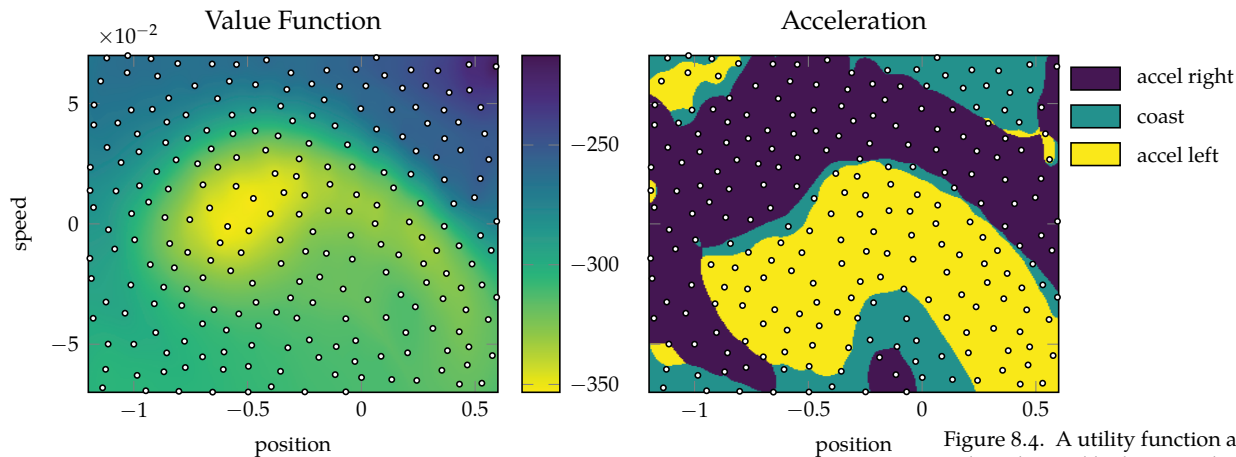 Value Function
Acceleration
×10−2
5
0
−5
speed
−1
−0.5
0
0.5
position
−250
−300
−350
−1
−0.5
0
0.5
position
accel right
coast
accel left
Figure 8.4. A utility function a